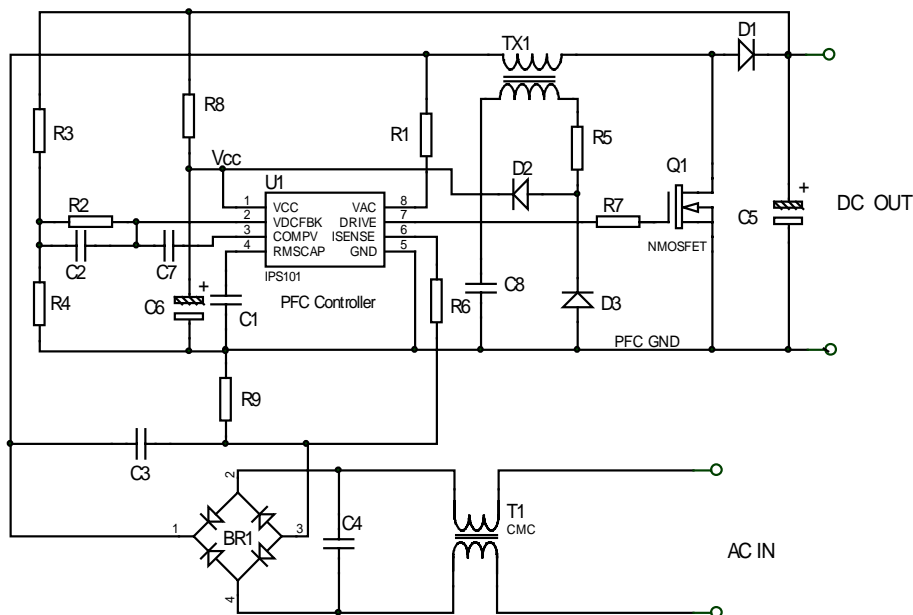 TX1
D1
R8
R3
R1
R5
Vcc
D2
Q1
U1
+
R2
1 VCC VAC 8
2 VDCFBK DRIVE 7
3 COMPV ISENSE 6
4 RMSCAP GND 5
R7
C5
DC OUT
NMOSFET
C2
C7
IPS101
C8
R4
C6
+
C1
PFC Controller
R6
D3
PFC GND
R9
C3
2
T1
CMC
1
BR1
3
C4
AC IN
4